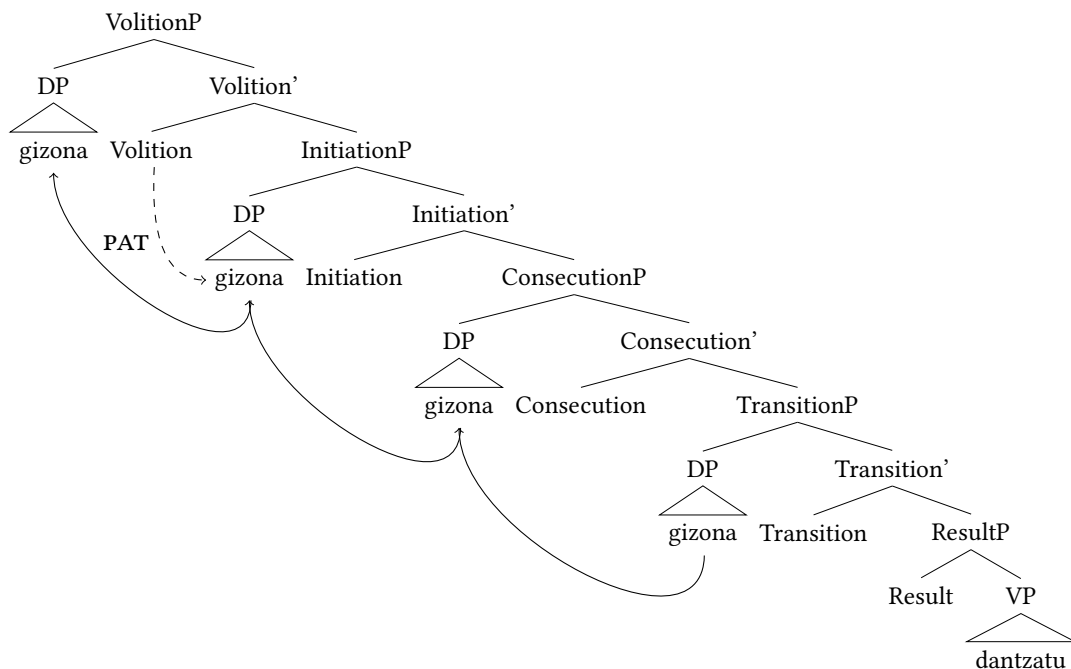 VolitionP
DP Volition’
gizona Volition InitiationP
DP Initiation’
PAT
gizona Initiation ConsecutionP
DP Consecution’
gizona Consecution TransitionP
DP Transition’
gizona Transition ResultP
Result VP
dantzatu